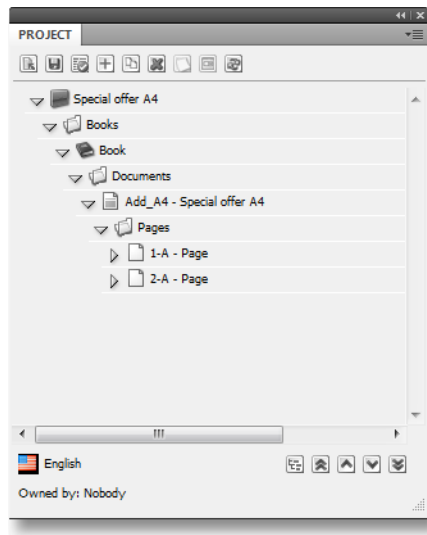 PROJECT
Special offer A4
Books
Book
Documents
Add_A4 - Special offer A4
Pages
1-A - Page
2-A - Page
English
Owned by: Nobody